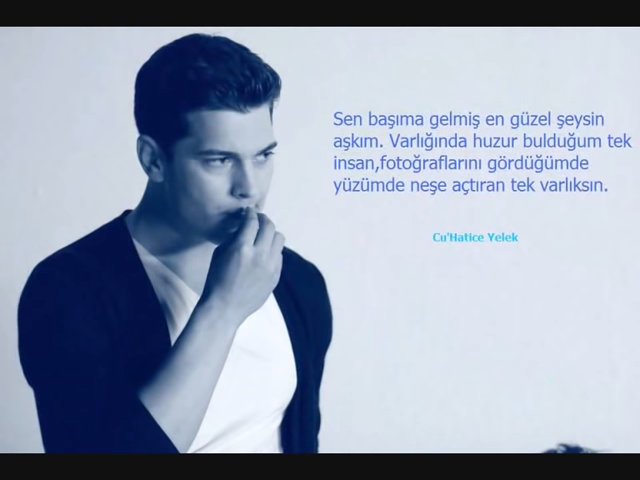 Sen başıma gelmiş en güzel şeysin
aşkım. Varlığında huzur bulduğum tek
insan,fotoğraflarını gördüğümde
yüzümde neşe açtıran tek varlıksın.
Cu'Hatice Yelek